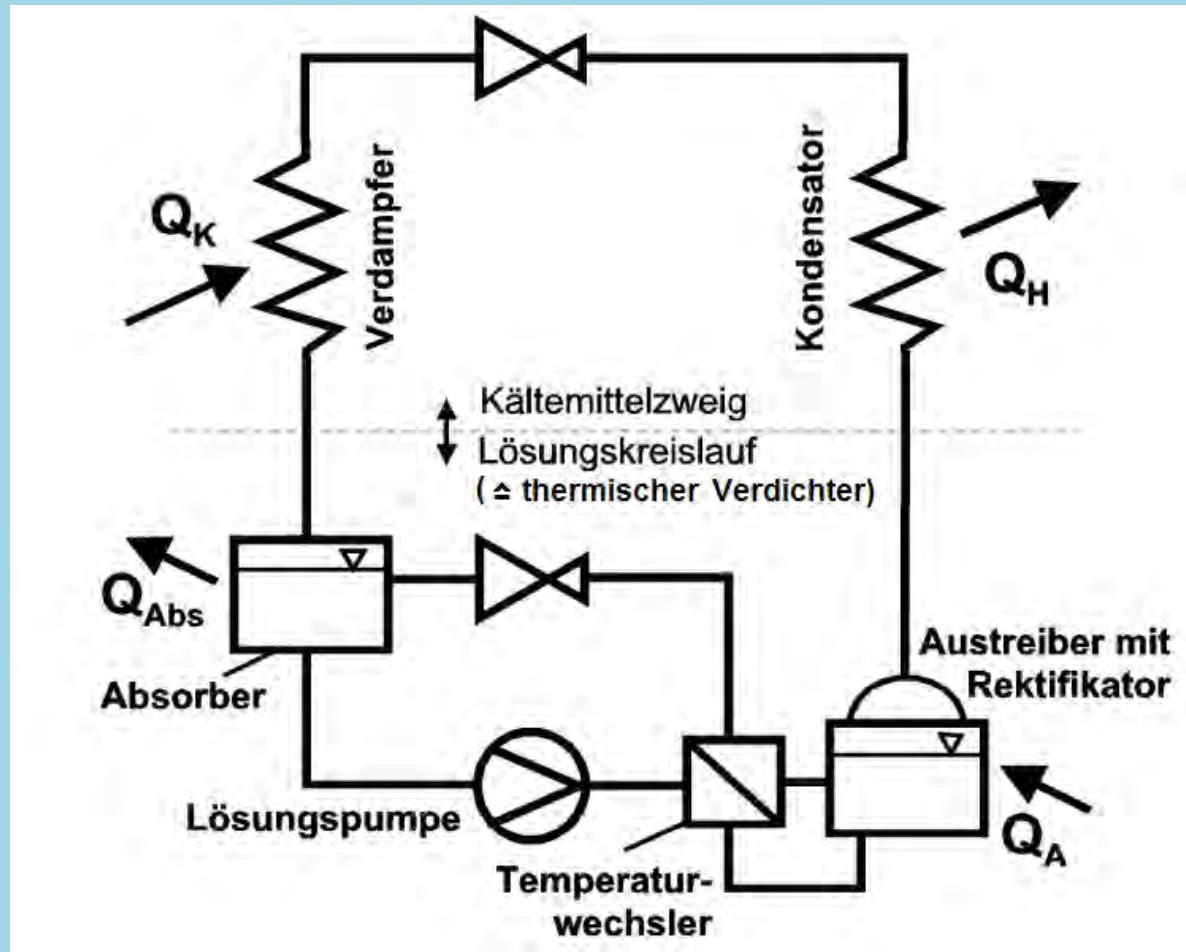 Q_K
Verdampfer
Kondensator
Q_H
Kältemittelzweig
Lösungskreislauf
( ≙ thermischer Verdichter)
Q_Abs
Absorber
Austreiber mit
Rektifikator
Lösungspumpe
Q_A
Temperatur-
wechsler